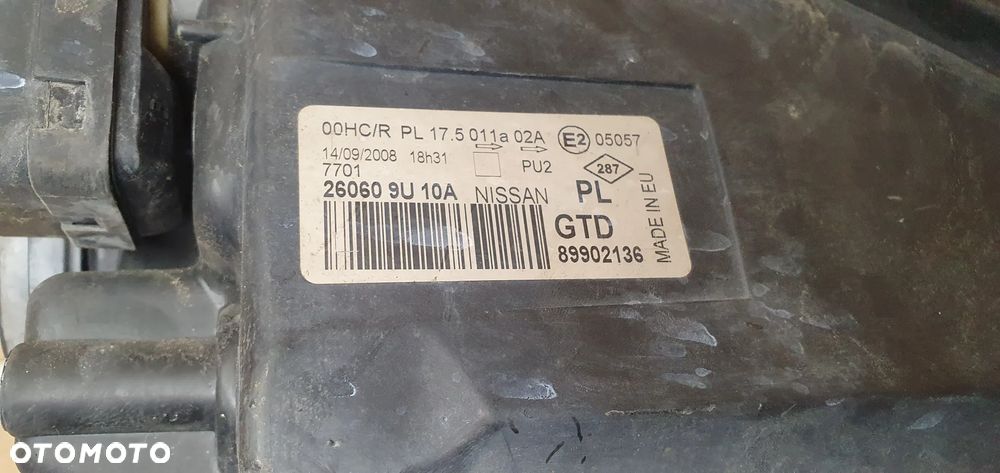 00HC/R PL 17.5 011a 02A E2 05057
14/09/2008 18h31 PU2 287
7701
26060 9U 10A NISSAN PL
GTD
89902136
MADE IN EU
OTOMOTO